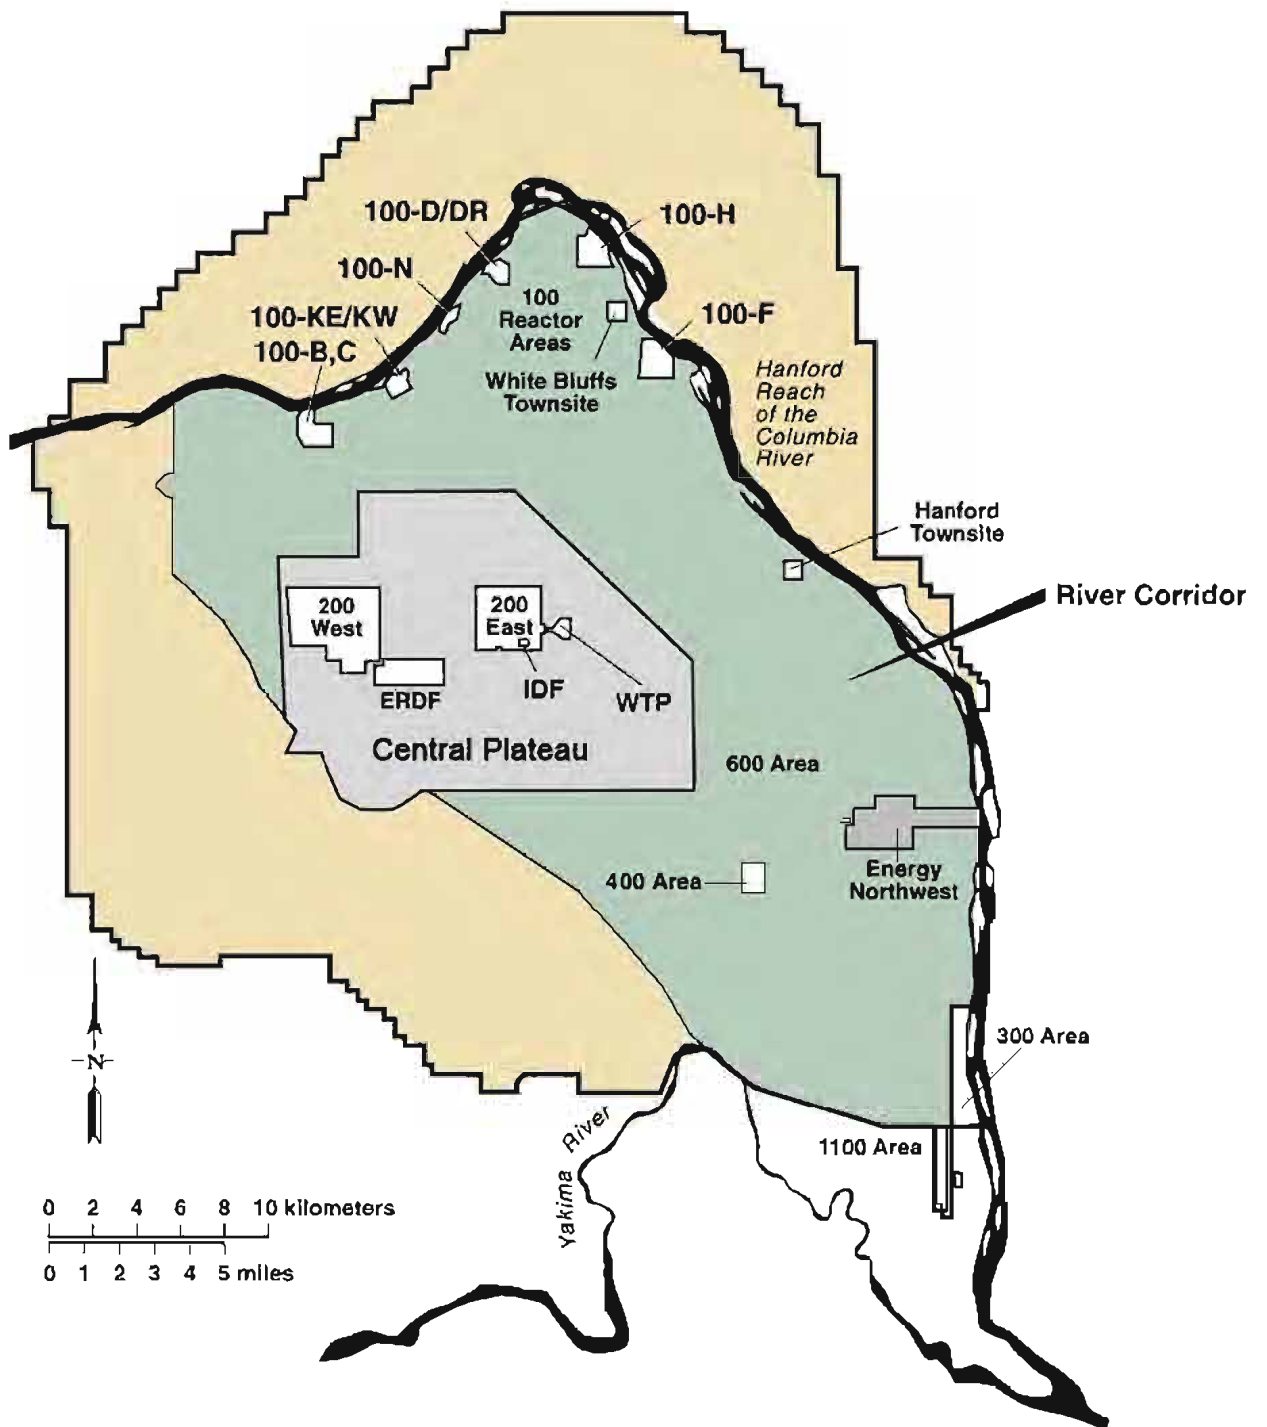 100-D/DR
100-H
100-N
100
Reactor
Areas
100-KE/KW
100-F
100-B,C
White Bluffs
Townsite
Hanford
Reach
of the
Columbia
River
Hanford
Townsite
River Corridor
200
West
200
East
ERDF
IDF
WTP
Central Plateau
600 Area
Energy
Northwest
400 Area
300 Area
N
1100 Area
Yakima River
0 2 4 6 8 10 kilometers
0 1 2 3 4 5 miles